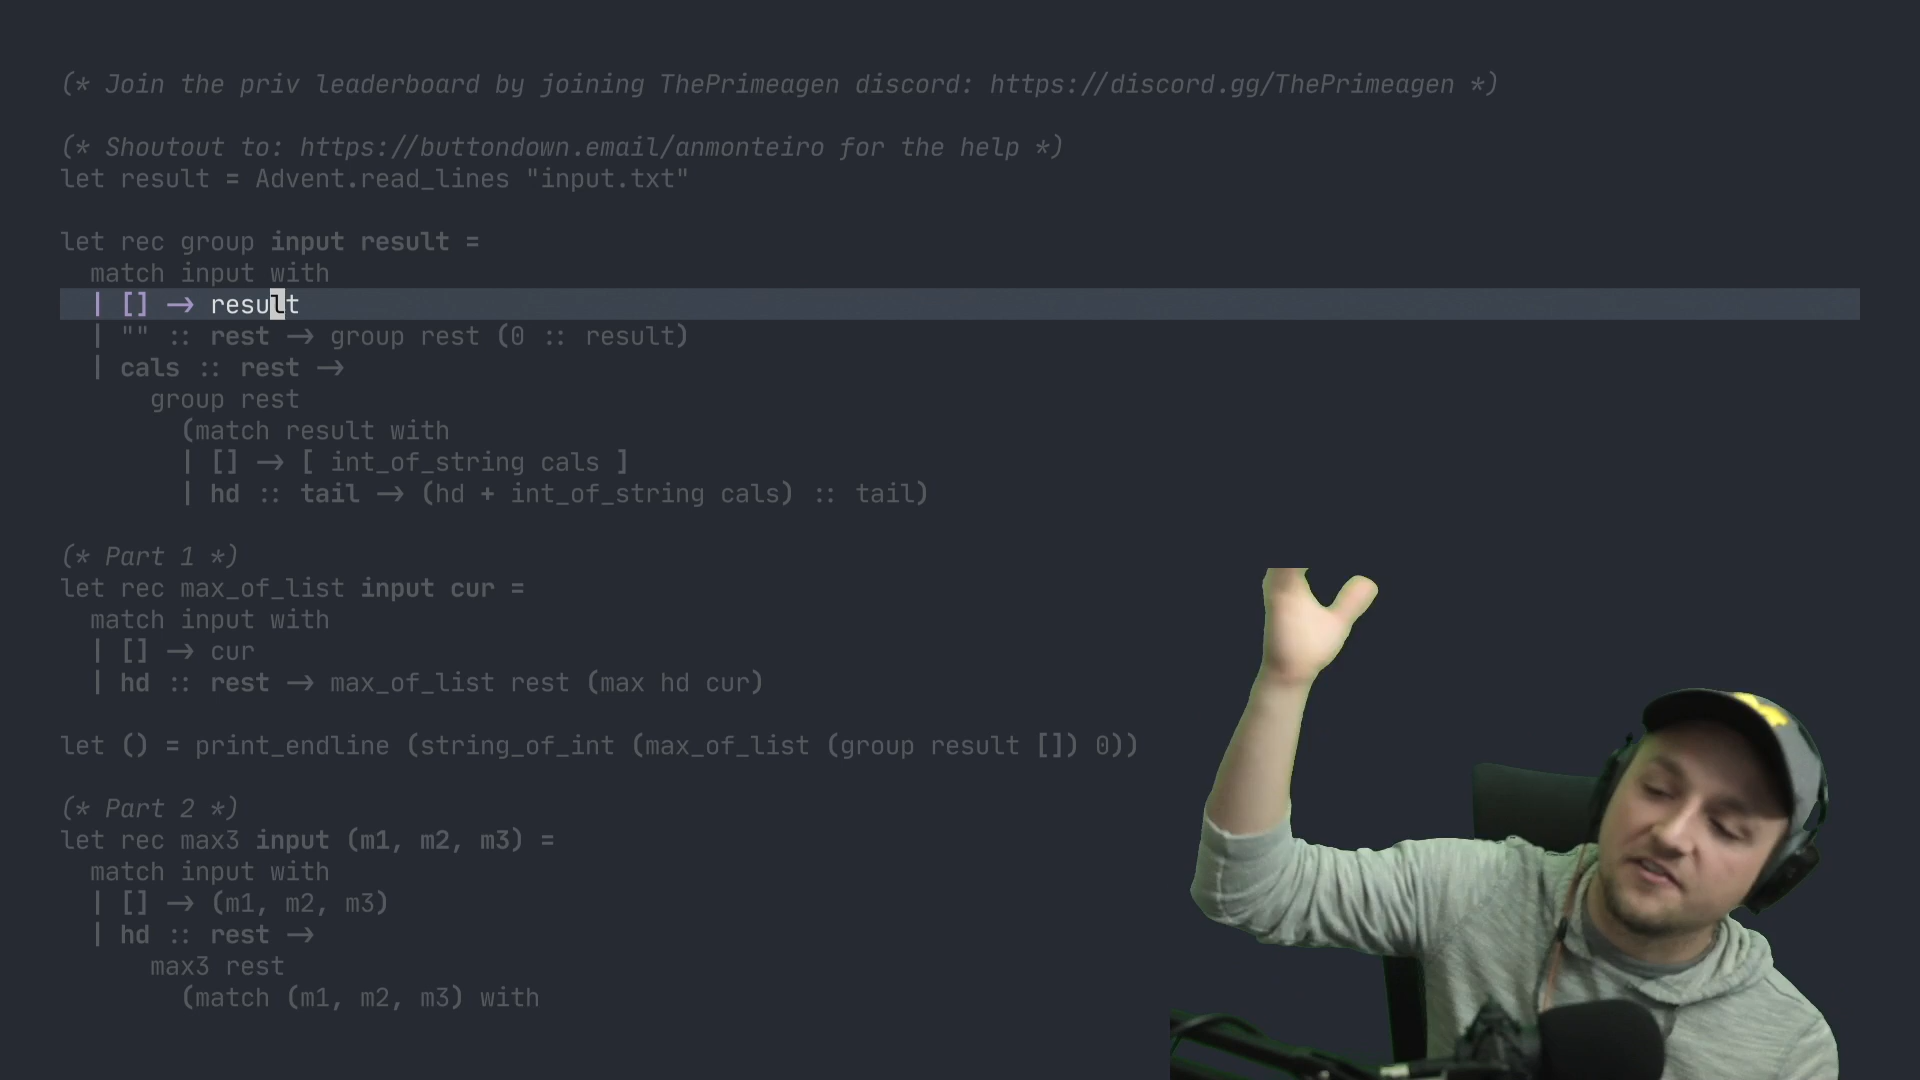 (* Join the priv leaderboard by joining ThePrimeagen discord: https://discord.gg/ThePrimeagen *)
(* Shoutout to: https://buttondown.email/anmonteiro for the help *)
let result = Advent.read_lines "input.txt"
let rec group input result =
match input with
| [] -> result
| "" :: rest -> group rest (0 :: result)
| cals :: rest ->
group rest
(match result with
| [] -> [ int_of_string cals ]
| hd :: tail -> (hd + int_of_string cals) :: tail)
(* Part 1 *)
let rec max_of_list input cur =
match input with
| [] -> cur
| hd :: rest -> max_of_list rest (max hd cur)
let () = print_endline (string_of_int (max_of_list (group result []) 0))
(* Part 2 *)
let rec max3 input (m1, m2, m3) =
match input with
| [] -> (m1, m2, m3)
| hd :: rest ->
max3 rest
(match (m1, m2, m3) with